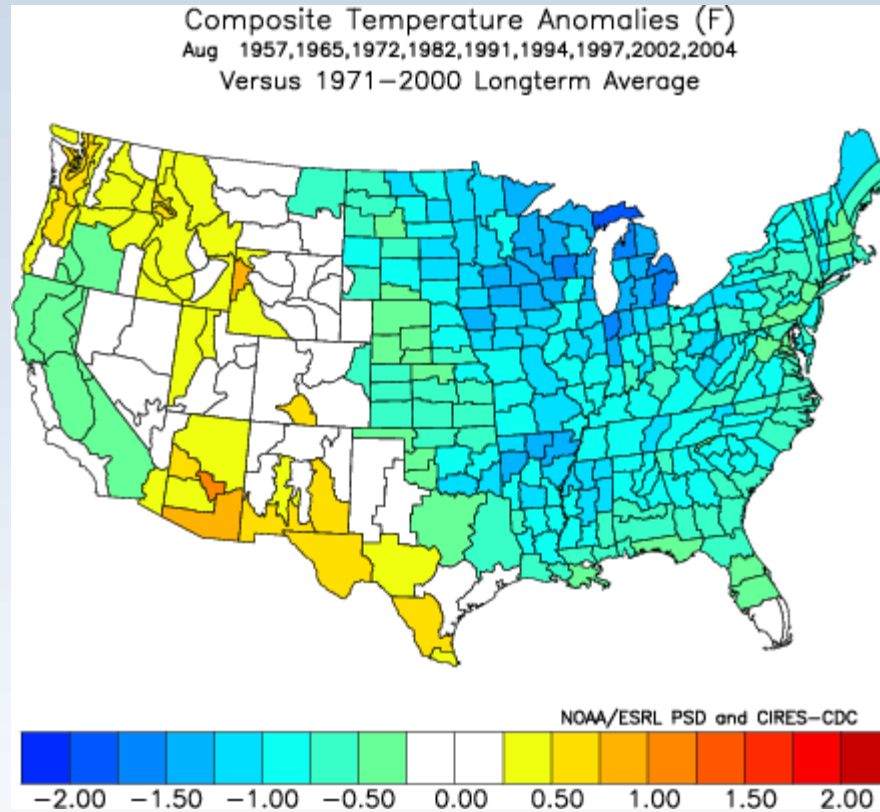 Composite Temperature Anomalies (F)
Aug 1957,1965,1972,1982,1991,1994,1997,2002,2004
Versus 1971−2000 Longterm Average
NOAA/ESRL PSD and CIRES−CDC
−2.00 −1.50 −1.00 −0.50 0.00 0.50 1.00 1.50 2.00